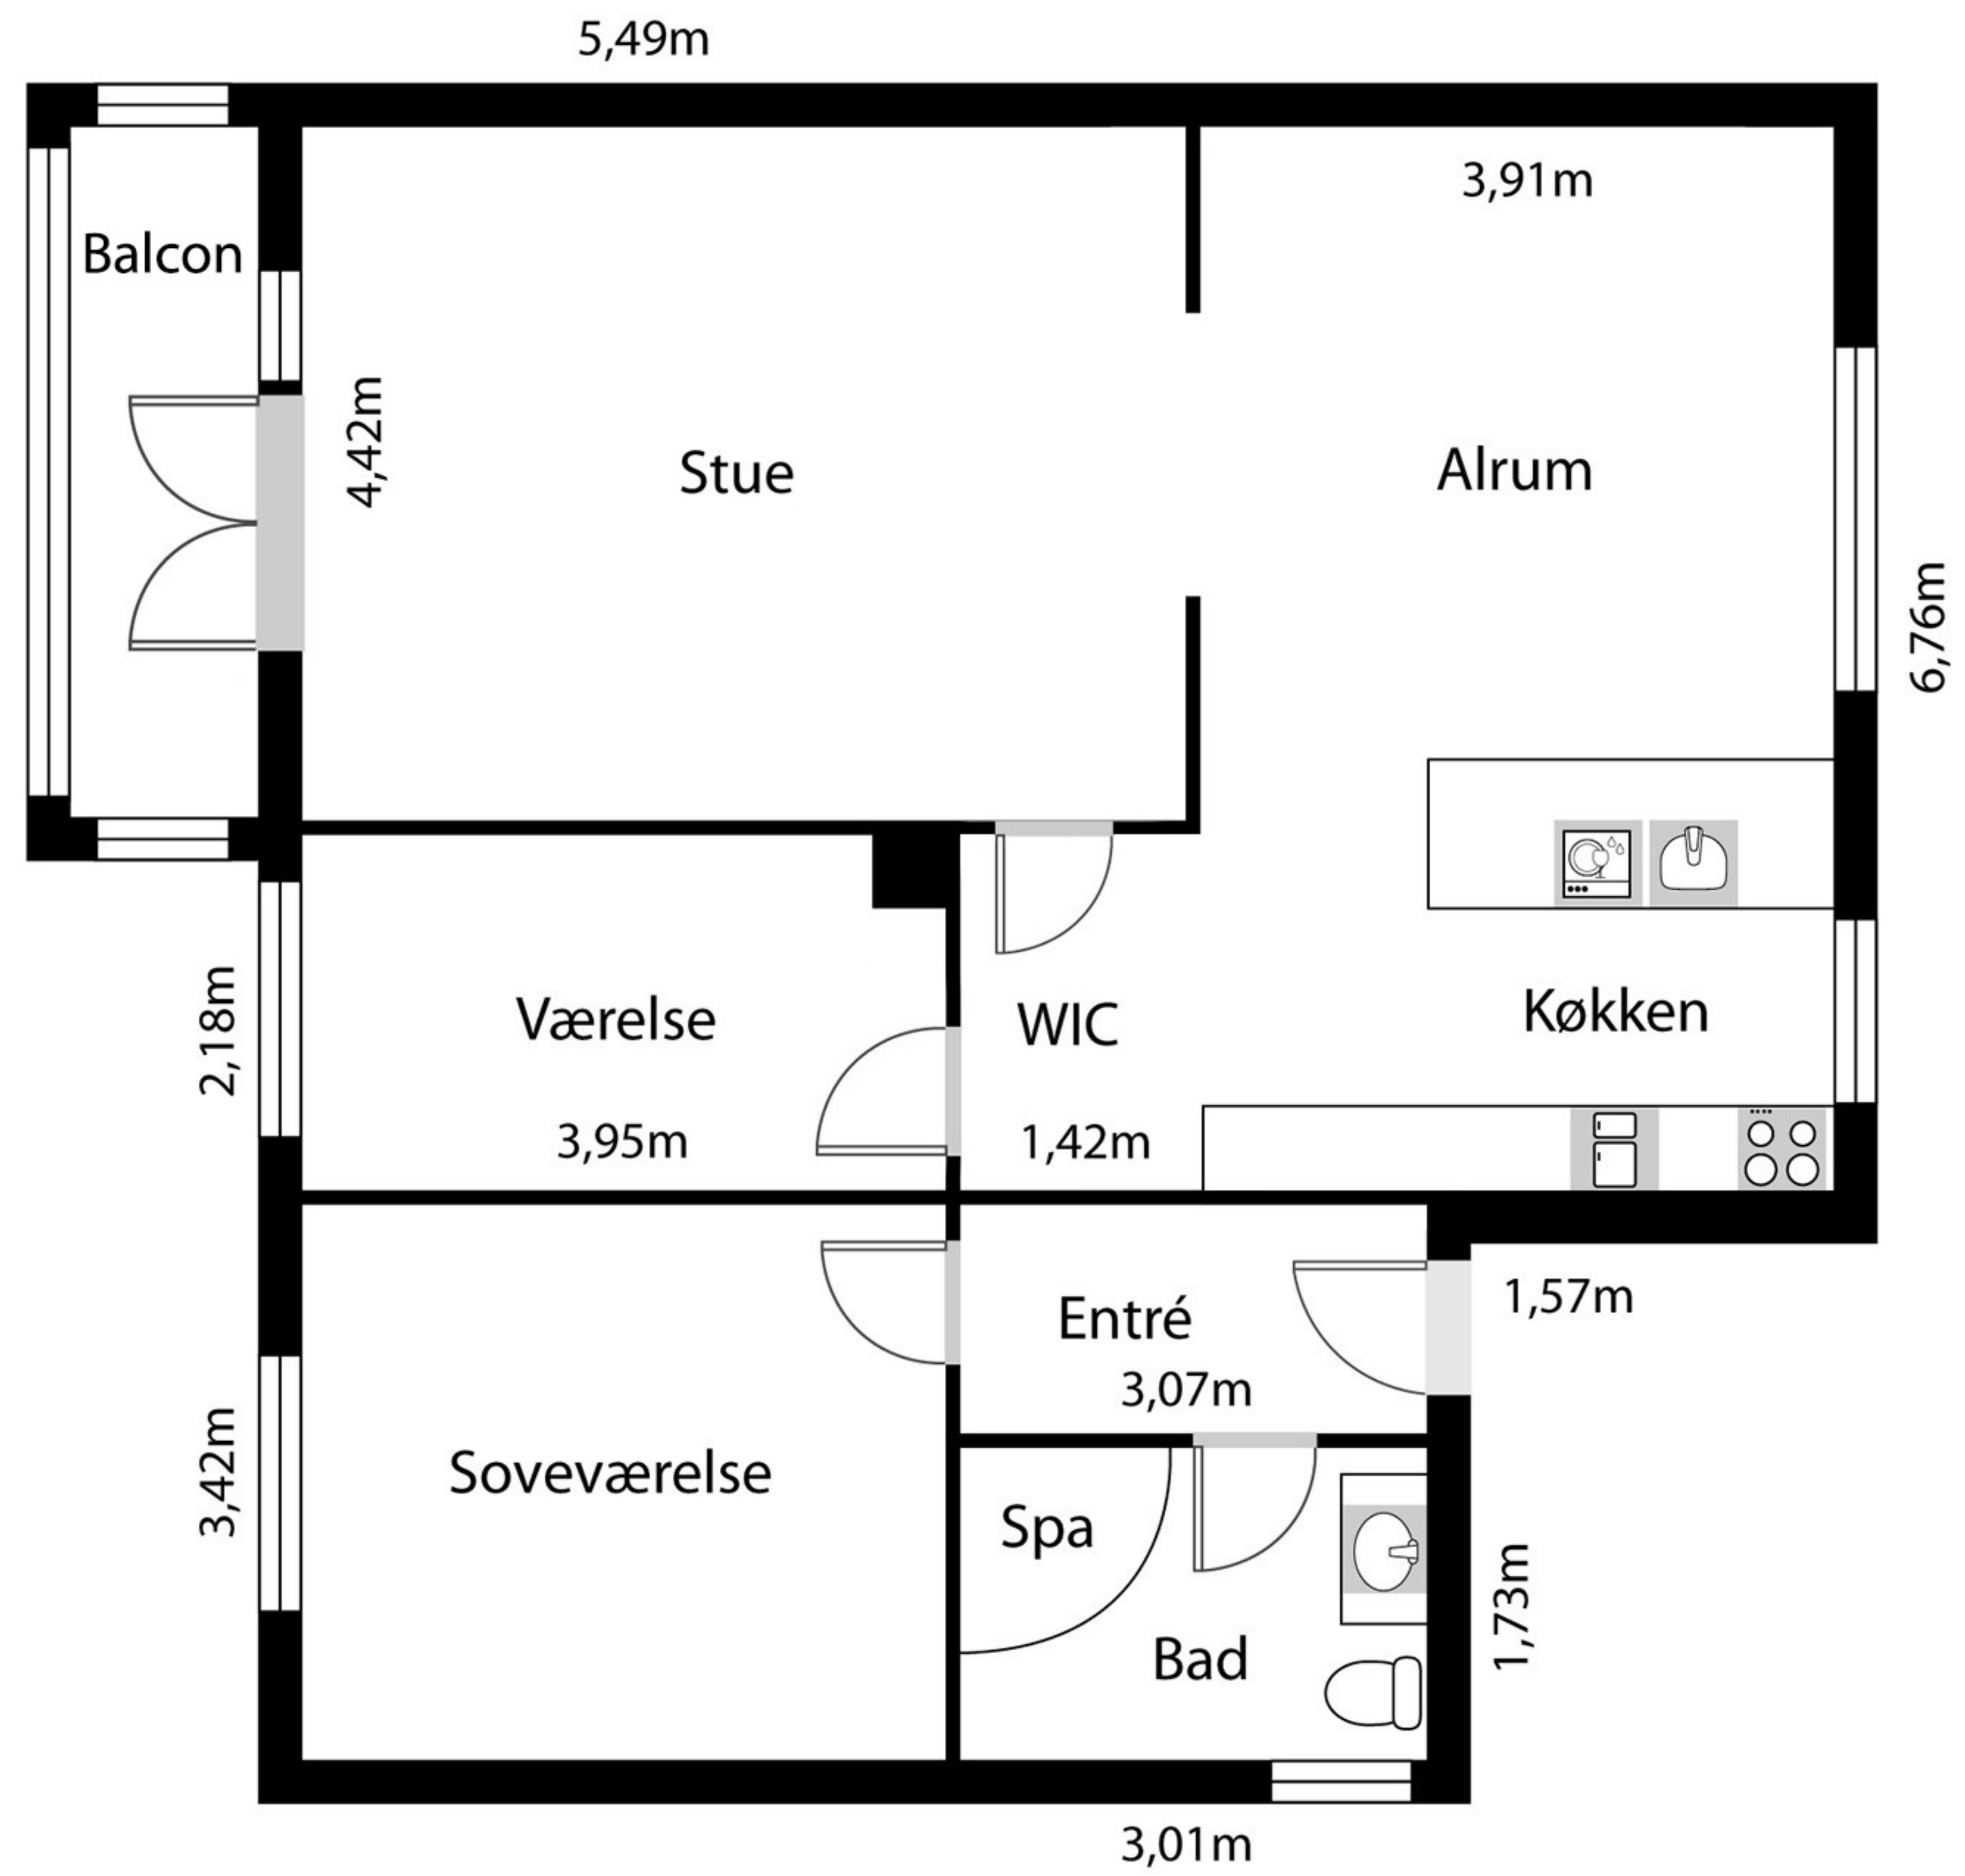 5,49m
3,91m
Balcon
4,42m
Stue
Alrum
6,76m
Værelse
WIC
Køkken
2,18m
3,95m
1,42m
Entré
1,57m
3,07m
Soveværelse
3,42m
Spa
Bad
1,73m
3,01m